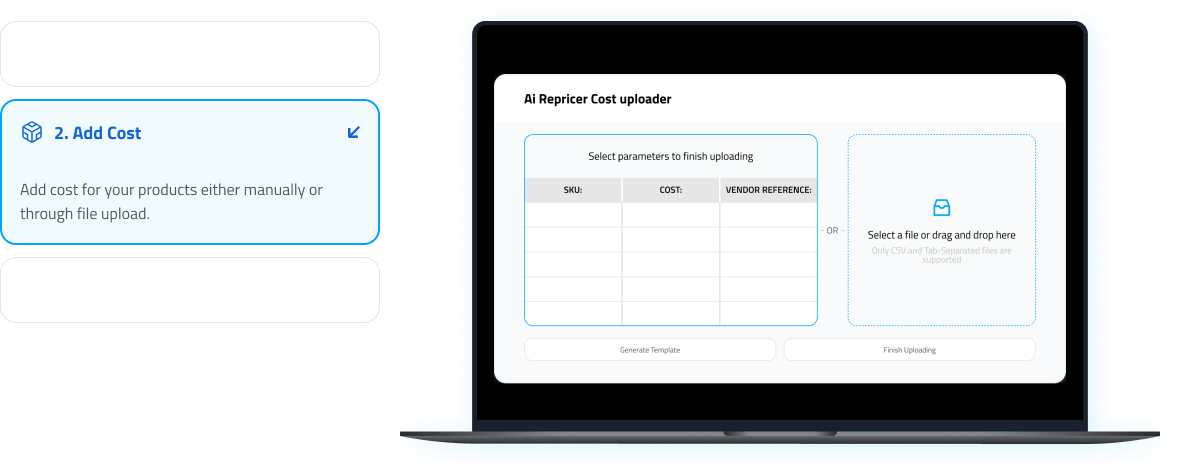 2. Add Cost
Add cost for your products either manually or
through file upload.
Ai Repricer Cost uploader
Select parameters to finish uploading
SKU: COST: VENDOR REFERENCE:
- OR -
Select a file or drag and drop here
Only CSV and Tab-Separated files are
supported
Generate Template
Finish Uploading